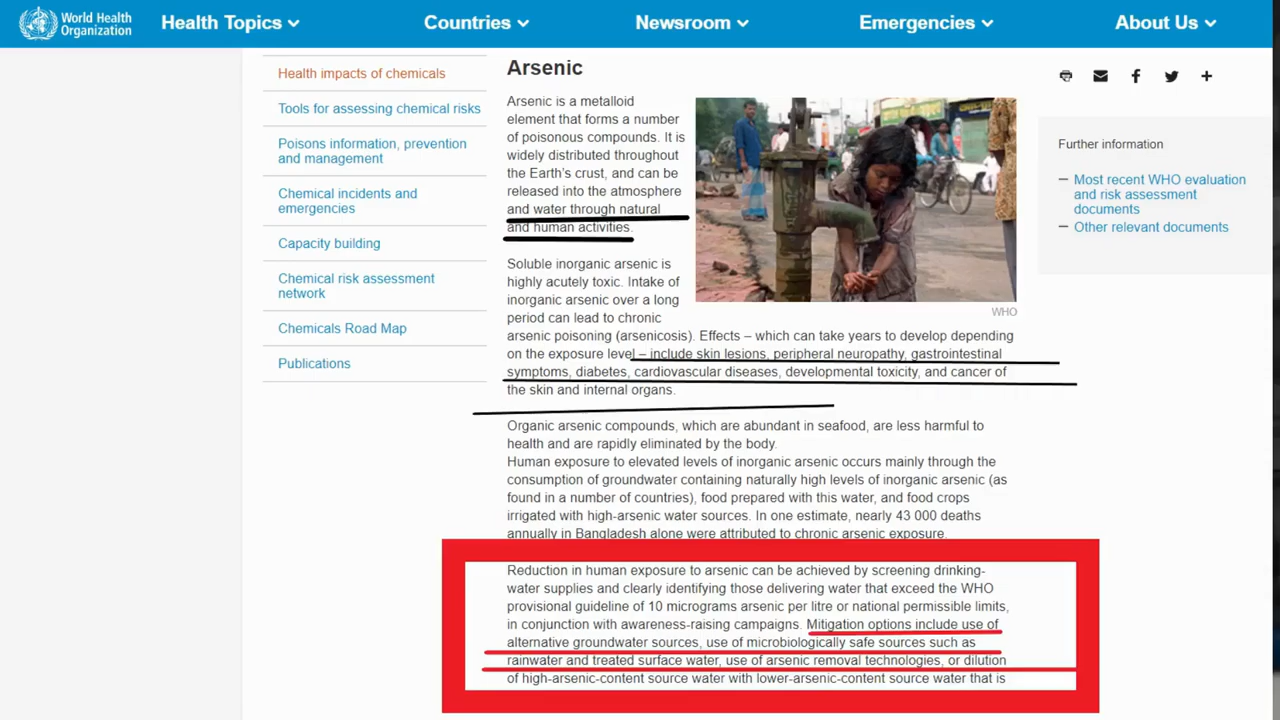 World Health
Organization
Health Topics
Countries
Newsroom
Emergencies
About Us
Health impacts of chemicals
Tools for assessing chemical risks
Poisons information, prevention
and management
Chemical incidents and
emergencies
Capacity building
Chemical risk assessment
network
Chemicals Road Map
Publications
Arsenic
Arsenic is a metalloid
element that forms a number
of poisonous compounds. It is
widely distributed throughout
the Earth's crust, and can be
released into the atmosphere
and water through natural
and human activities.
Soluble inorganic arsenic is
highly acutely toxic. Intake of
inorganic arsenic over a long
period can lead to chronic
arsenic poisoning (arsenicosis). Effects – which can take years to develop depending
on the exposure level – include skin lesions, peripheral neuropathy, gastrointestinal
symptoms, diabetes, cardiovascular diseases, developmental toxicity, and cancer of
the skin and internal organs.
WHO
Organic arsenic compounds, which are abundant in seafood, are less harmful to
health and are rapidly eliminated by the body.
Human exposure to elevated levels of inorganic arsenic occurs mainly through the
consumption of groundwater containing naturally high levels of inorganic arsenic (as
found in a number of countries), food prepared with this water, and food crops
irrigated with high-arsenic water sources. In one estimate, nearly 43 000 deaths
annually in Bangladesh alone were attributed to chronic arsenic exposure.
Reduction in human exposure to arsenic can be achieved by screening drinking-
water supplies and clearly identifying those delivering water that exceed the WHO
provisional guideline of 10 micrograms arsenic per litre or national permissible limits,
in conjunction with awareness-raising campaigns. Mitigation options include use of
alternative groundwater sources, use of microbiologically safe sources such as
rainwater and treated surface water, use of arsenic removal technologies, or dilution
of high-arsenic-content source water with lower-arsenic-content source water that is
Further information
Most recent WHO evaluation
and risk assessment
documents
Other relevant documents